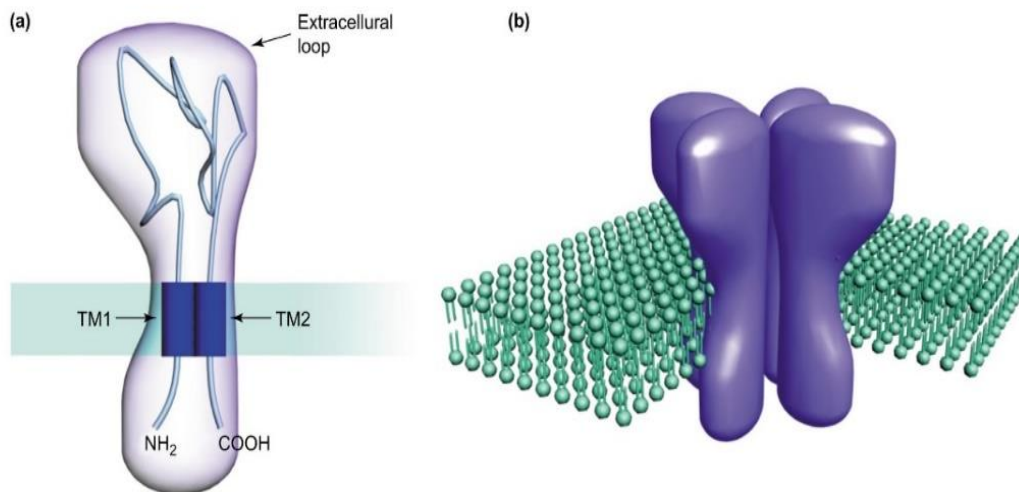 (a)
Extracellural
loop
TM1
TM2
NH₂
COOH
(b)